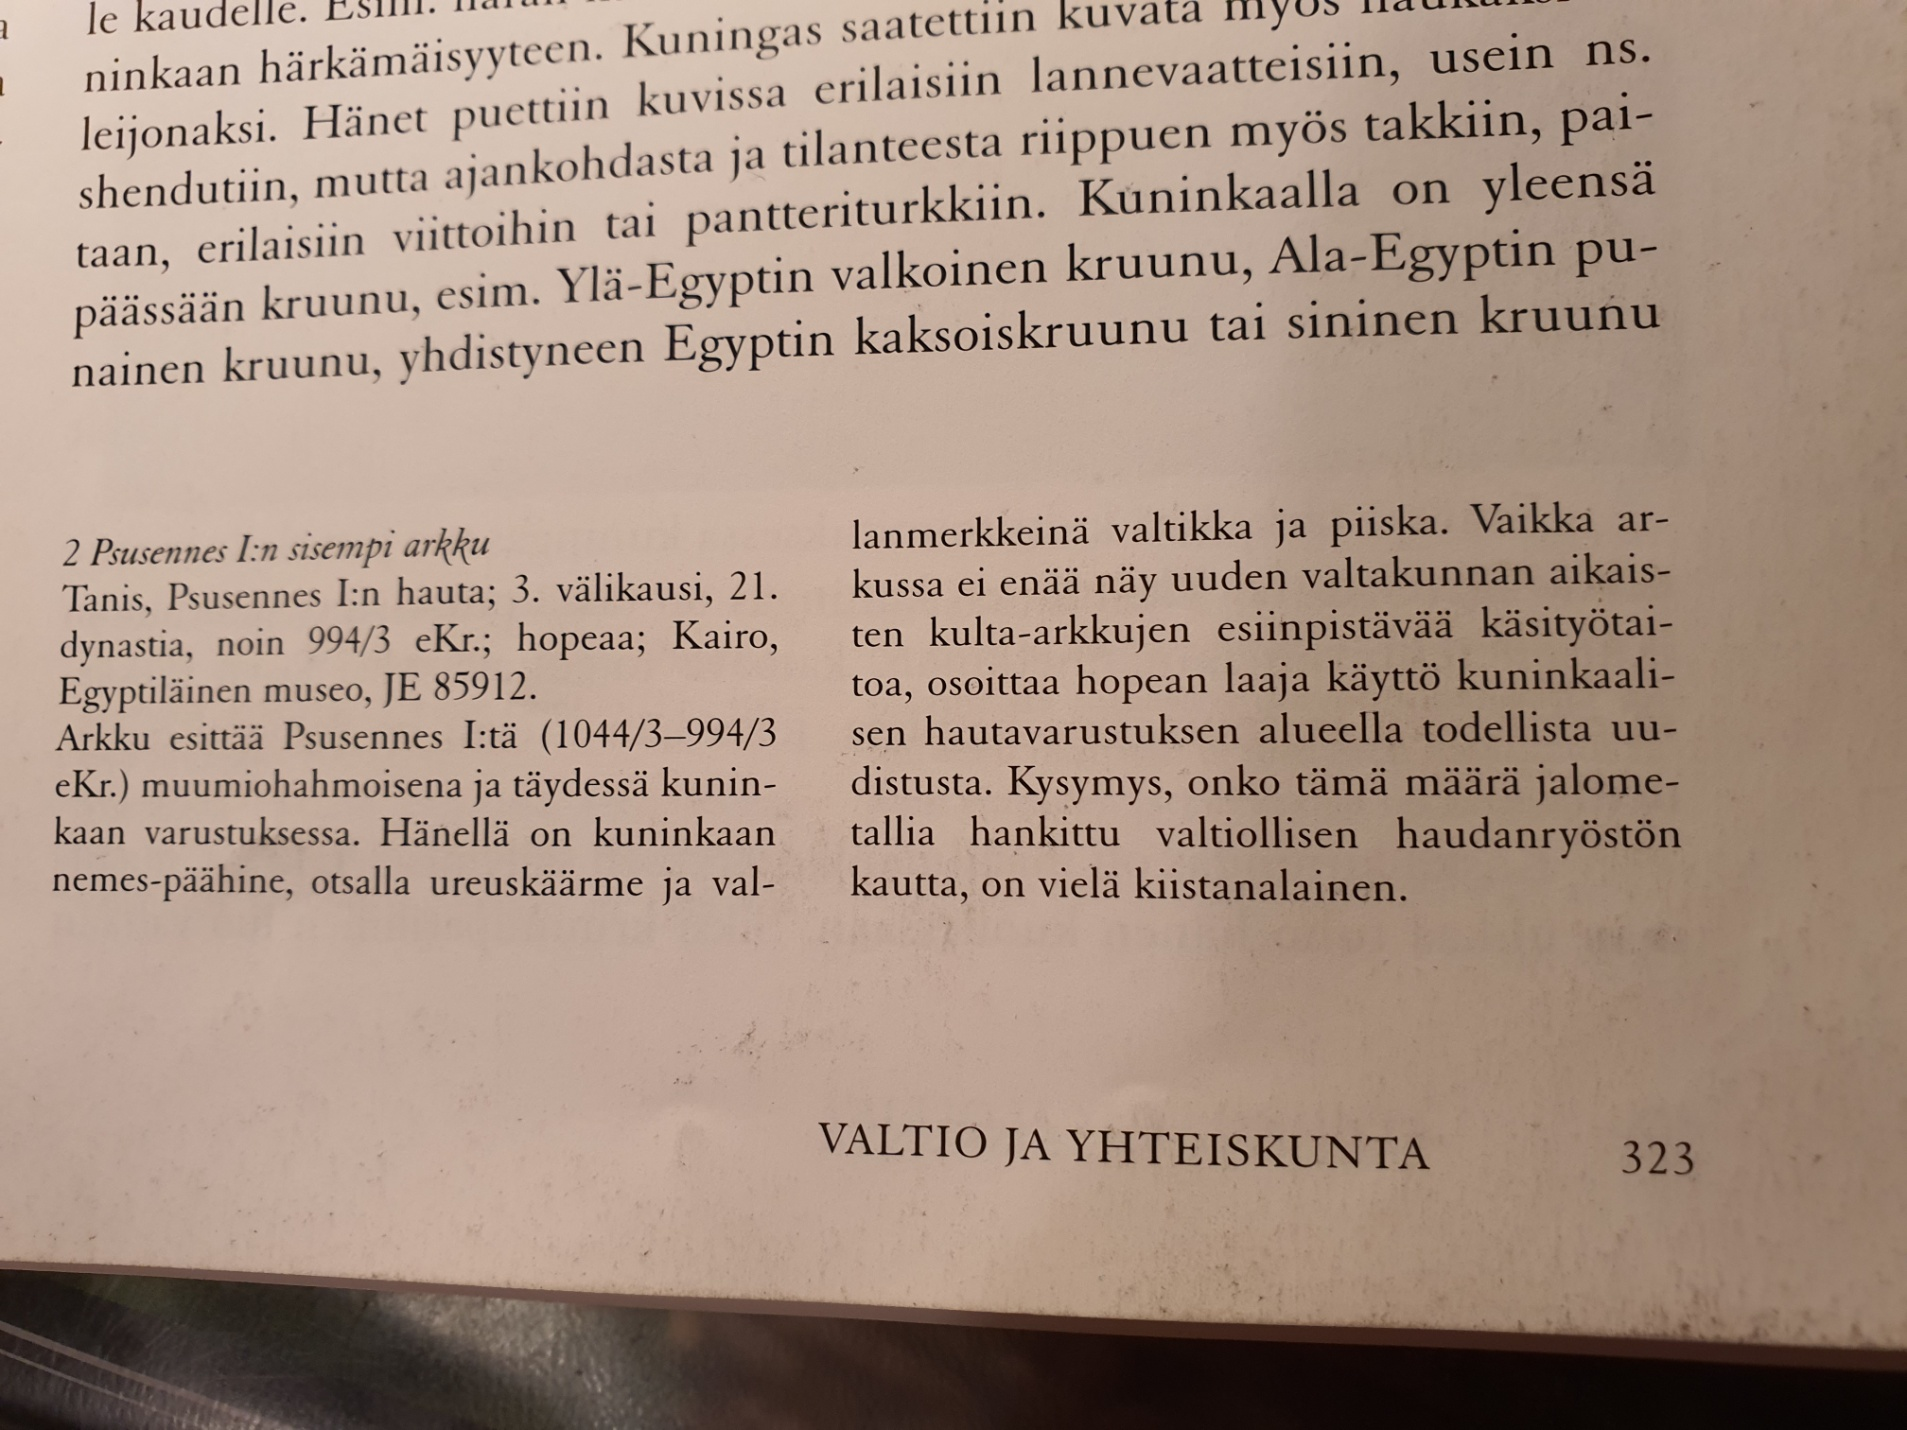 le kaudelle. Esim.
ninkaan härkämäisyyteen. Kuningas saatettiin kuvata myös
leijonaksi. Hänet puettiin kuvissa erilaisiin lannevaatteisiin, usein ns.
shendutiin, mutta ajankohdasta ja tilanteesta riippuen myös takkiin, pai-
taan, erilaisiin viittoihin tai pantteriturkkiin. Kuninkaalla on yleensä
päässään kruunu, esim. Ylä-Egyptin valkoinen kruunu, Ala-Egyptin pu-
nainen kruunu, yhdistyneen Egyptin kaksoiskruunu tai sininen kruunu
2 Psusennes I:n sisempi arkku
Tanis, Psusennes I:n hauta; 3. välikausi, 21.
dynastia, noin 994/3 eKr.; hopeaa; Kairo,
Egyptiläinen museo, JE 85912.
Arkku esittää Psusennes I:tä (1044/3–994/3
eKr.) muumiohahmoisena ja täydessä kunin-
kaan varustuksessa. Hänellä on kuninkaan
nemes-päähine, otsalla ureuskäärme ja val-
lanmerkkeinä valtikka ja piiska. Vaikka ar-
kussa ei enää näy uuden valtakunnan aikais-
ten kulta-arkkujen esiinpistävää käsityötai-
toa, osoittaa hopean laaja käyttö kuninkaali-
sen hautavarustuksen alueella todellista uu-
distusta. Kysymys, onko tämä määrä jalome-
tallia hankittu valtiollisen haudanryöstön
kautta, on vielä kiistanalainen.
VALTIO JA YHTEISKUNTA 323